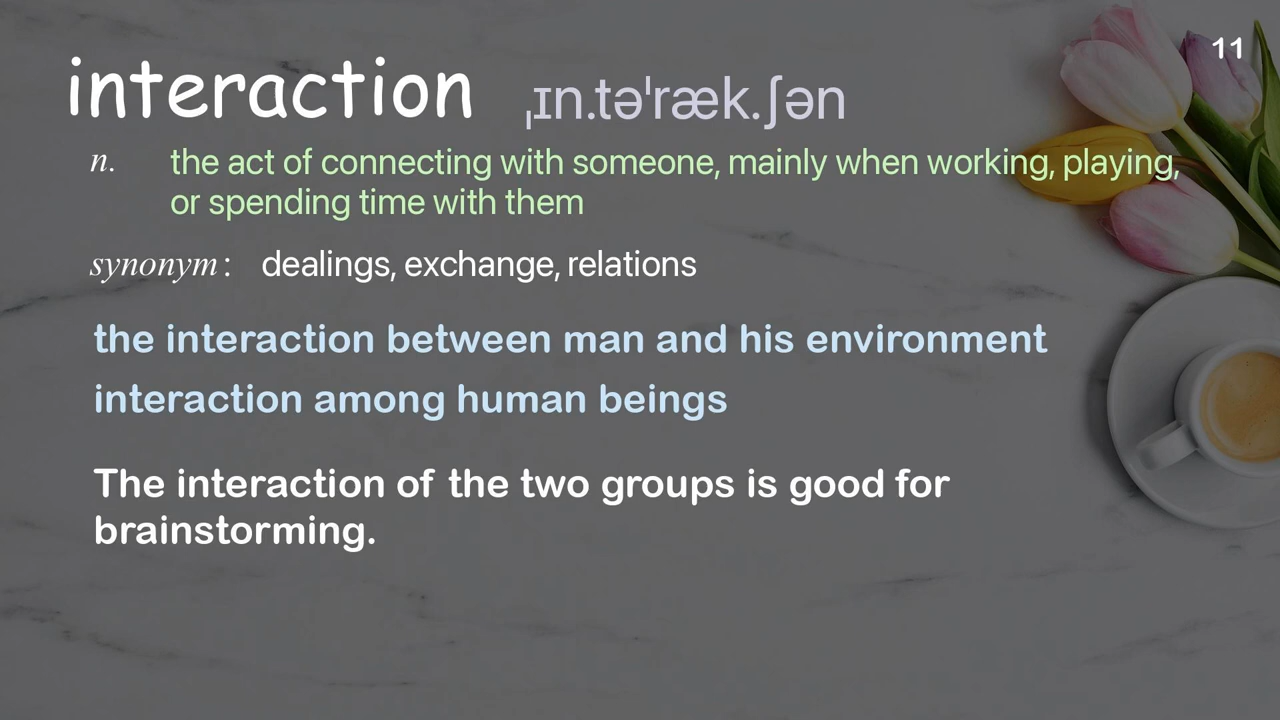 11
interaction ˌɪn.təˈræk.ʃən
n. the act of connecting with someone, mainly when working, playing,
or spending time with them
synonym : dealings, exchange, relations
the interaction between man and his environment
interaction among human beings
The interaction of the two groups is good for
brainstorming.